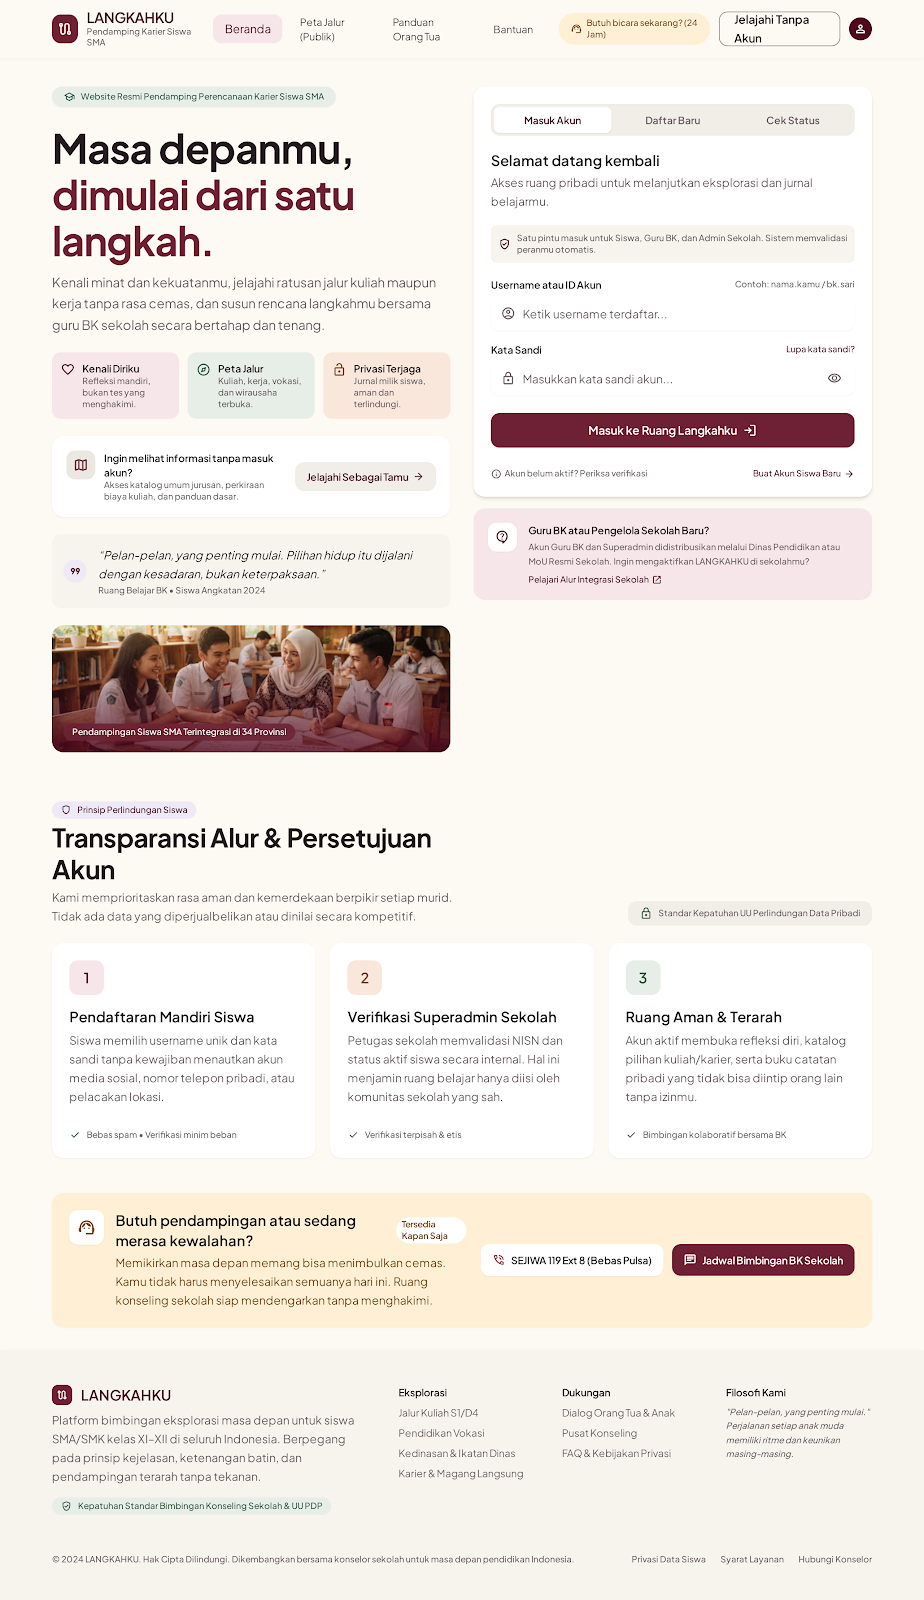 LANGKAHKU
Pendamping Karier Siswa
SMA
Beranda
Peta Jalur
(Publik)
Panduan
Orang Tua
Bantuan
Butuh bicara sekarang? (24
Jam)
Jelajahi Tanpa
Akun
Website Resmi Pendamping Perencanaan Karier Siswa SMA
Masa depanmu,
dimulai dari satu
langkah.
Kenali minat dan kekuatanmu, jelajahi ratusan jalur kuliah maupun
kerja tanpa rasa cemas, dan susun rencana langkahmu bersama
guru BK sekolah secara bertahap dan tenang.
Kenali Diriku
Refleksi mandiri,
bukan tes yang
menghakimi.
Peta Jalur
Kuliah, kerja, vokasi,
dan wirausaha
terbuka.
Privasi Terjaga
Jurnal milik siswa,
aman dan
terlindungi.
Ingin melihat informasi tanpa masuk
akun?
Akses katalog umum jurusan, perkiraan
biaya kuliah, dan panduan dasar.
Jelajahi Sebagai Tamu
"Pelan-pelan, yang penting mulai. Pilihan hidup itu dijalani
dengan kesadaran, bukan keterpaksaan."
Ruang Belajar BK • Siswa Angkatan 2024
Pendampingan Siswa SMA Terintegrasi di 34 Provinsi
Masuk Akun
Daftar Baru
Cek Status
Selamat datang kembali
Akses ruang pribadi untuk melanjutkan eksplorasi dan jurnal
belajarmu.
Satu pintu masuk untuk Siswa, Guru BK, dan Admin Sekolah. Sistem memvalidasi
peranmu otomatis.
Username atau ID Akun
Contoh: nama.kamu / bk.sari
Ketik username terdaftar...
Kata Sandi
Lupa kata sandi?
Masukkan kata sandi akun...
Masuk ke Ruang Langkahku
Akun belum aktif? Periksa verifikasi
Buat Akun Siswa Baru
Guru BK atau Pengelola Sekolah Baru?
Akun Guru BK dan Superadmin didistribusikan melalui Dinas Pendidikan atau
MoU Resmi Sekolah. Ingin mengaktifkan LANGKAHKU di sekolahmu?
Pelajari Alur Integrasi Sekolah
Prinsip Perlindungan Siswa
Transparansi Alur & Persetujuan
Akun
Kami memprioritaskan rasa aman dan kemerdekaan berpikir setiap murid.
Tidak ada data yang diperjualbelikan atau dinilai secara kompetitif.
Standar Kepatuhan UU Perlindungan Data Pribadi
1
Pendaftaran Mandiri Siswa
Siswa memilih username unik dan kata
sandi tanpa kewajiban menautkan akun
media sosial, nomor telepon pribadi, atau
pelacakan lokasi.
Bebas spam • Verifikasi minim beban
2
Verifikasi Superadmin Sekolah
Petugas sekolah memvalidasi NISN dan
status aktif siswa secara internal. Hal ini
menjamin ruang belajar hanya diisi oleh
komunitas sekolah yang sah.
Verifikasi terpisah & etis
3
Ruang Aman & Terarah
Akun aktif membuka refleksi diri, katalog
pilihan kuliah/karier, serta buku catatan
pribadi yang tidak bisa diintip orang lain
tanpa izinmu.
Bimbingan kolaboratif bersama BK
Butuh pendampingan atau sedang
merasa kewalahan?
Tersedia
Kapan Saja
Memikirkan masa depan memang bisa menimbulkan cemas.
Kamu tidak harus menyelesaikan semuanya hari ini. Ruang
konseling sekolah siap mendengarkan tanpa menghakimi.
SEJIWA 119 Ext 8 (Bebas Pulsa)
Jadwal Bimbingan BK Sekolah
LANGKAHKU
Platform bimbingan eksplorasi masa depan untuk siswa
SMA/SMK kelas XI–XII di seluruh Indonesia. Berpegang
pada prinsip kejelasan, ketenangan batin, dan
pendampingan terarah tanpa tekanan.
Kepatuhan Standar Bimbingan Konseling Sekolah & UU PDP
Eksplorasi
Jalur Kuliah S1/D4
Pendidikan Vokasi
Kedinasan & Ikatan Dinas
Karier & Magang Langsung
Dukungan
Dialog Orang Tua & Anak
Pusat Konseling
FAQ & Kebijakan Privasi
Filosofi Kami
"Pelan-pelan, yang penting mulai."
Perjalanan setiap anak muda
memiliki ritme dan keunikan
masing-masing.
© 2024 LANGKAHKU. Hak Cipta Dilindungi. Dikembangkan bersama konselor sekolah untuk masa depan pendidikan Indonesia.
Privasi Data Siswa
Syarat Layanan
Hubungi Konselor